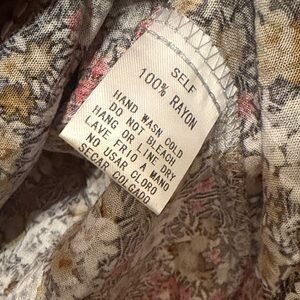 SELF
100% RAYON
HAND WASH COLD
DO NOT BLEACH
HANG OR LINE DRY
LAVE FRIO A MANO
NO USAR CLORO
SECAR COLGADO